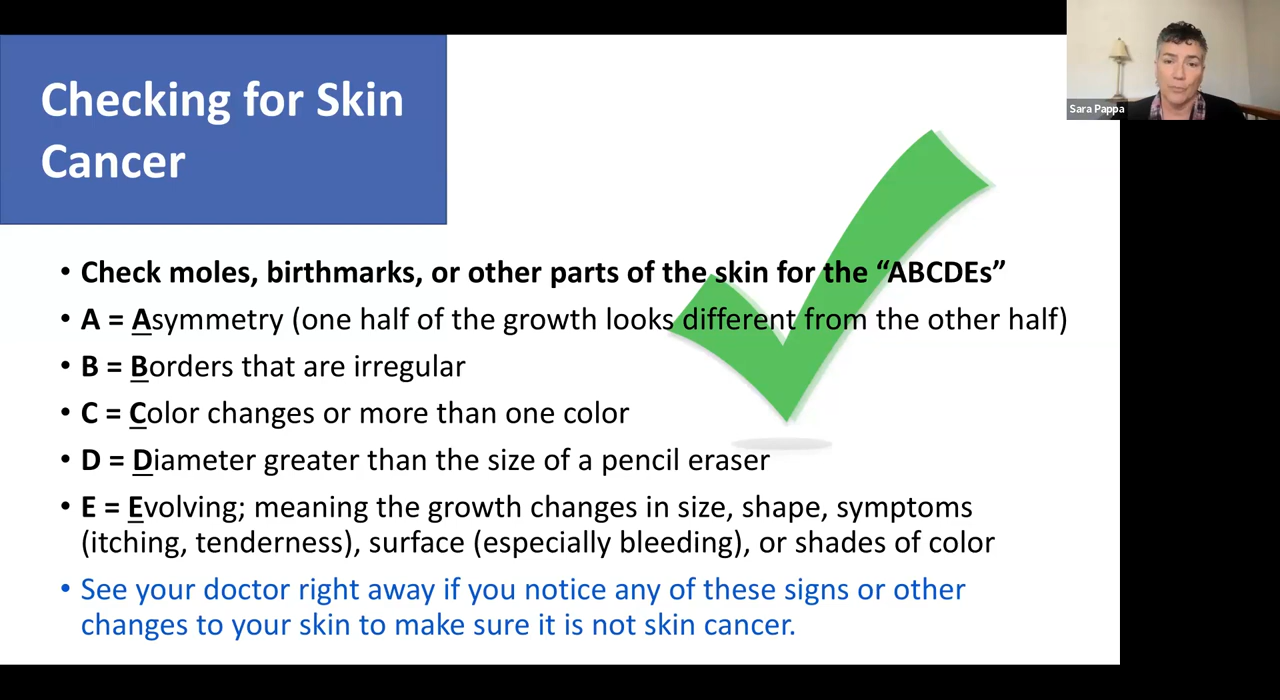 Checking for Skin
Cancer
Sara Pappa
• Check moles, birthmarks, or other parts of the skin for the “ABCDEs”
• A = Asymmetry (one half of the growth looks different from the other half)
• B = Borders that are irregular
• C = Color changes or more than one color
• D = Diameter greater than the size of a pencil eraser
• E = Evolving; meaning the growth changes in size, shape, symptoms
(itching, tenderness), surface (especially bleeding), or shades of color
• See your doctor right away if you notice any of these signs or other
changes to your skin to make sure it is not skin cancer.